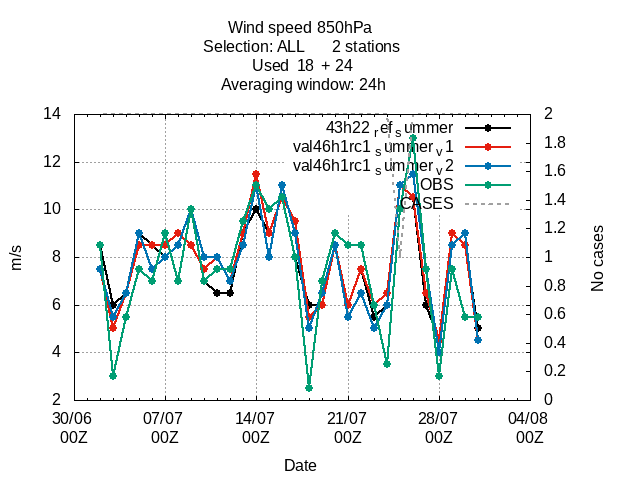 Wind speed 850hPa
Selection: ALL 2 stations
Used 18 + 24
Averaging window: 24h
14 2
43h22ref summer
1.8
val46h1rc1 summer v1
12 1.6
val46h1rc1 summer v2
OBS
1.4
10 CASES
1.2
m/s 8 1 No cases
0.8
6 0.6
4 0.4
0.2
2 0
30/06 07/07 14/07 21/07 28/07 04/08
00Z 00Z 00Z 00Z 00Z 00Z
Date